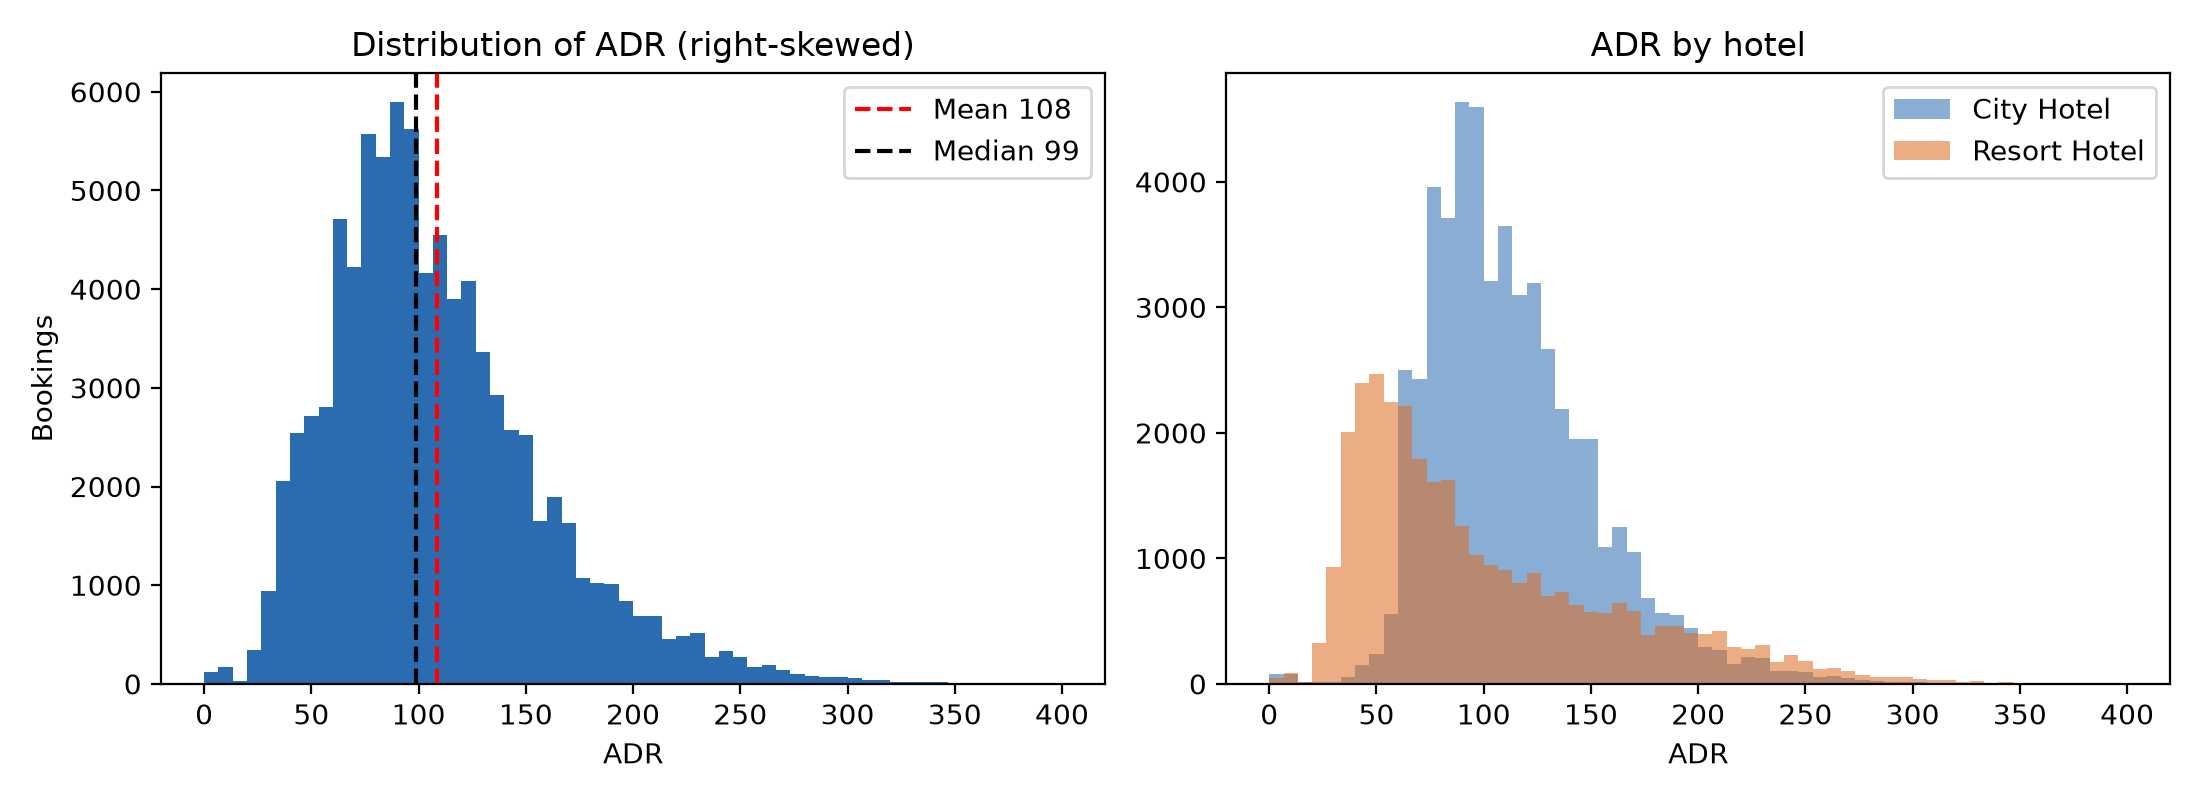 Distribution of ADR (right-skewed)
Mean 108
Median 99
6000
5000
4000
3000
2000
1000
0
Bookings
0 50 100 150 200 250 300 350 400
ADR
ADR by hotel
City Hotel
Resort Hotel
4000
3000
2000
1000
0
0 50 100 150 200 250 300 350 400
ADR